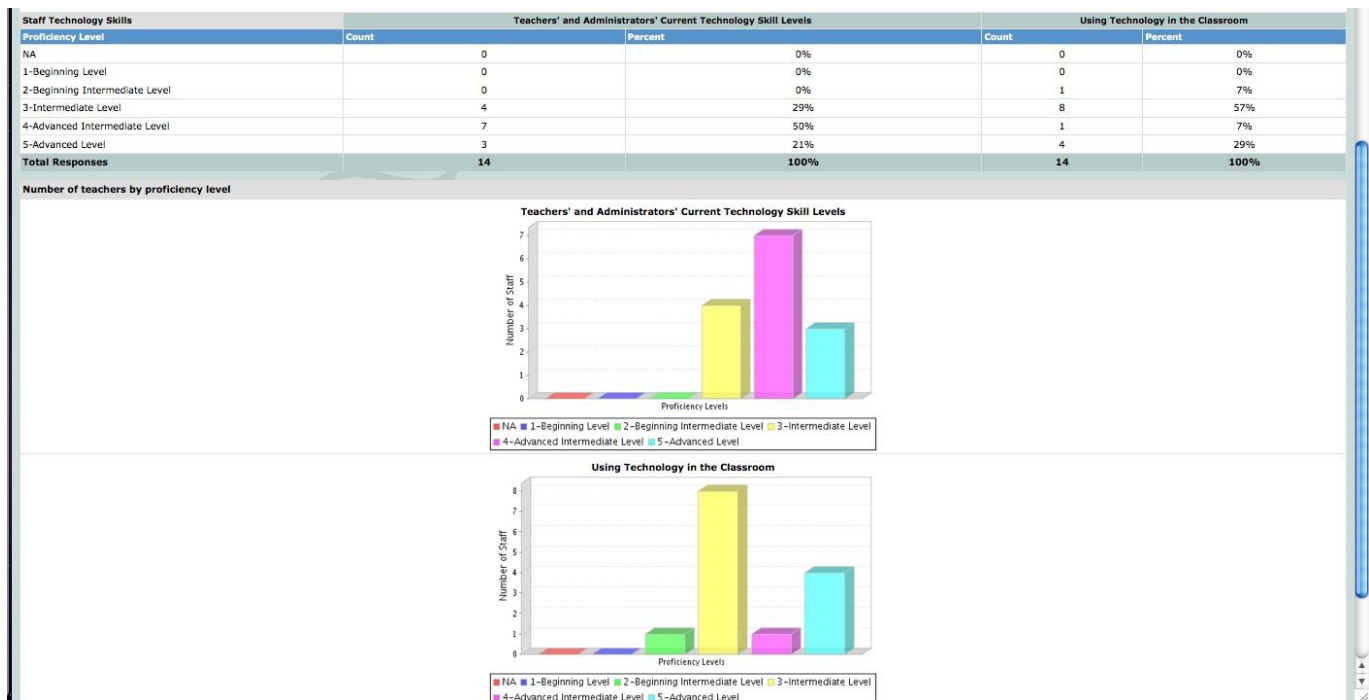 Staff Technology Skills Teachers' and Administrators' Current Technology Skill Levels Using Technology in the Classroom
Proficiency Level Count Percent Count Percent
NA 0 0% 0 0%
1-Beginning Level 0 0% 0 0%
2-Beginning Intermediate Level 0 0% 1 7%
3-Intermediate Level 4 29% 8 57%
4-Advanced Intermediate Level 7 50% 1 7%
5-Advanced Level 3 21% 4 29%
Total Responses 14 100% 14 100%
Number of teachers by proficiency level
Teachers' and Administrators' Current Technology Skill Levels
Number of Staff
7
6
5
4
3
2
1
0
Proficiency Levels
NA 1-Beginning Level 2-Beginning Intermediate Level 3-Intermediate Level
4-Advanced Intermediate Level 5-Advanced Level
Using Technology in the Classroom
Number of Staff
8
7
6
5
4
3
2
1
0
Proficiency Levels
NA 1-Beginning Level 2-Beginning Intermediate Level 3-Intermediate Level
4-Advanced Intermediate Level 5-Advanced Level